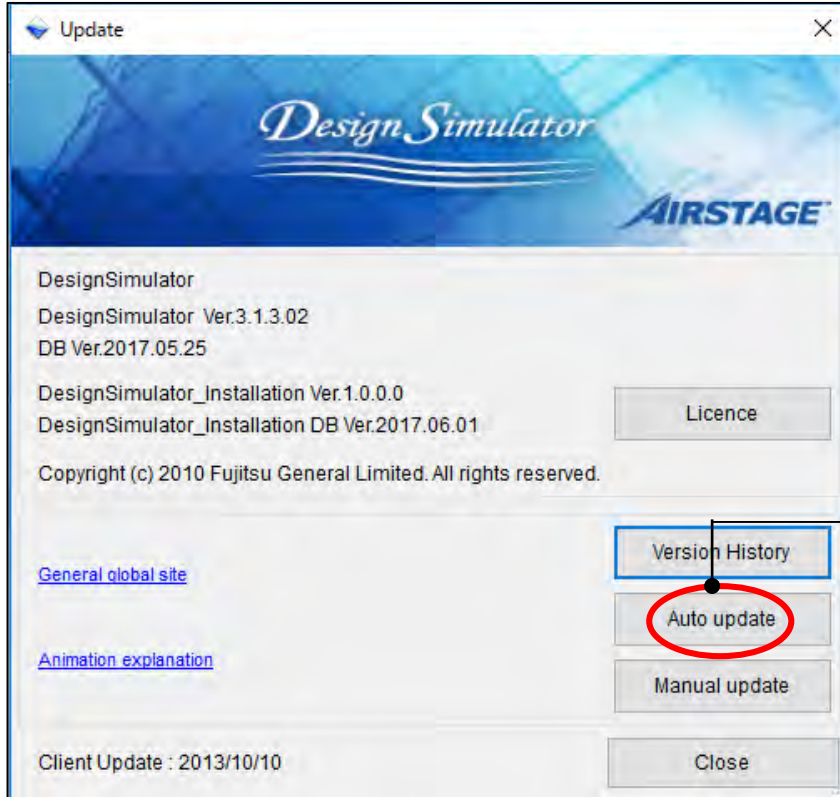 Update
Design Simulator
AIRSTAGE™
DesignSimulator
DesignSimulator Ver.3.1.3.02
DB Ver.2017.05.25
DesignSimulator_Installation Ver.1.0.0.0
DesignSimulator_Installation DB Ver.2017.06.01
Licence
Copyright (c) 2010 Fujitsu General Limited. All rights reserved.
Version History
General global site
Auto update
Animation explanation
Manual update
Client Update : 2013/10/10
Close